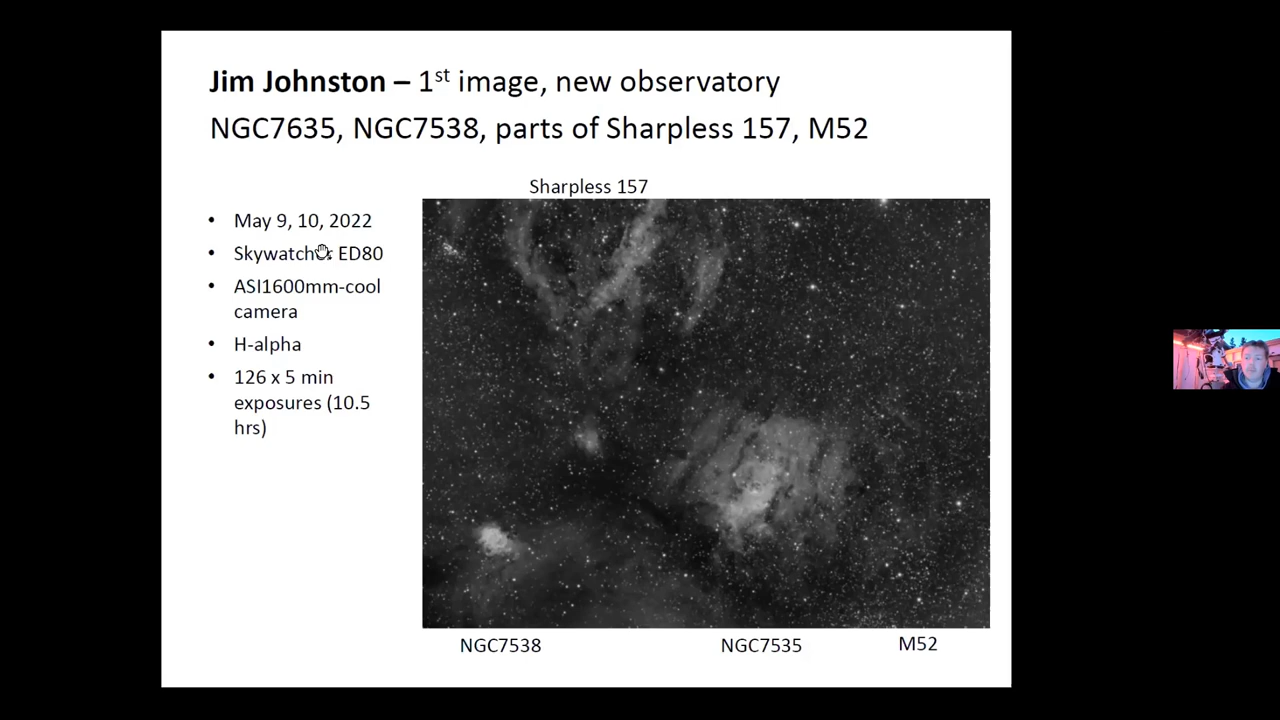 Jim Johnston – 1st image, new observatory
NGC7635, NGC7538, parts of Sharpless 157, M52
Sharpless 157
• May 9, 10, 2022
• Skywatcher ED80
• ASI1600mm-cool
camera
• H-alpha
• 126 x 5 min
exposures (10.5
hrs)
NGC7538
NGC7535
M52